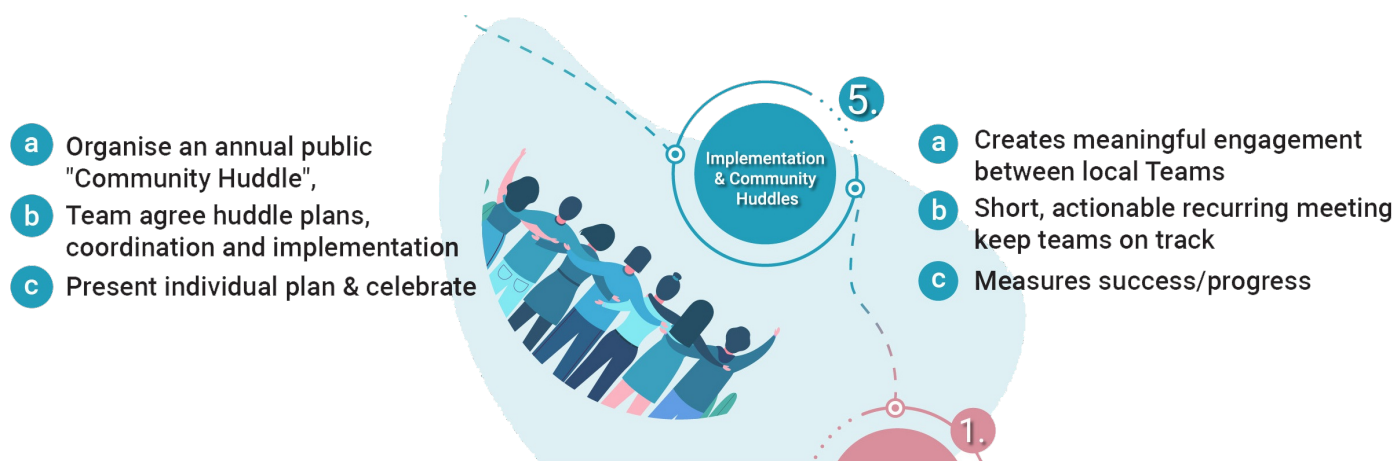 a Organise an annual public
"Community Huddle",
b Team agree huddle plans,
coordination and implementation
c Present individual plan & celebrate
Implementation
& Community
Huddles
5.
a Creates meaningful engagement
between local Teams
b Short, actionable recurring meeting
keep teams on track
c Measures success/progress
1.